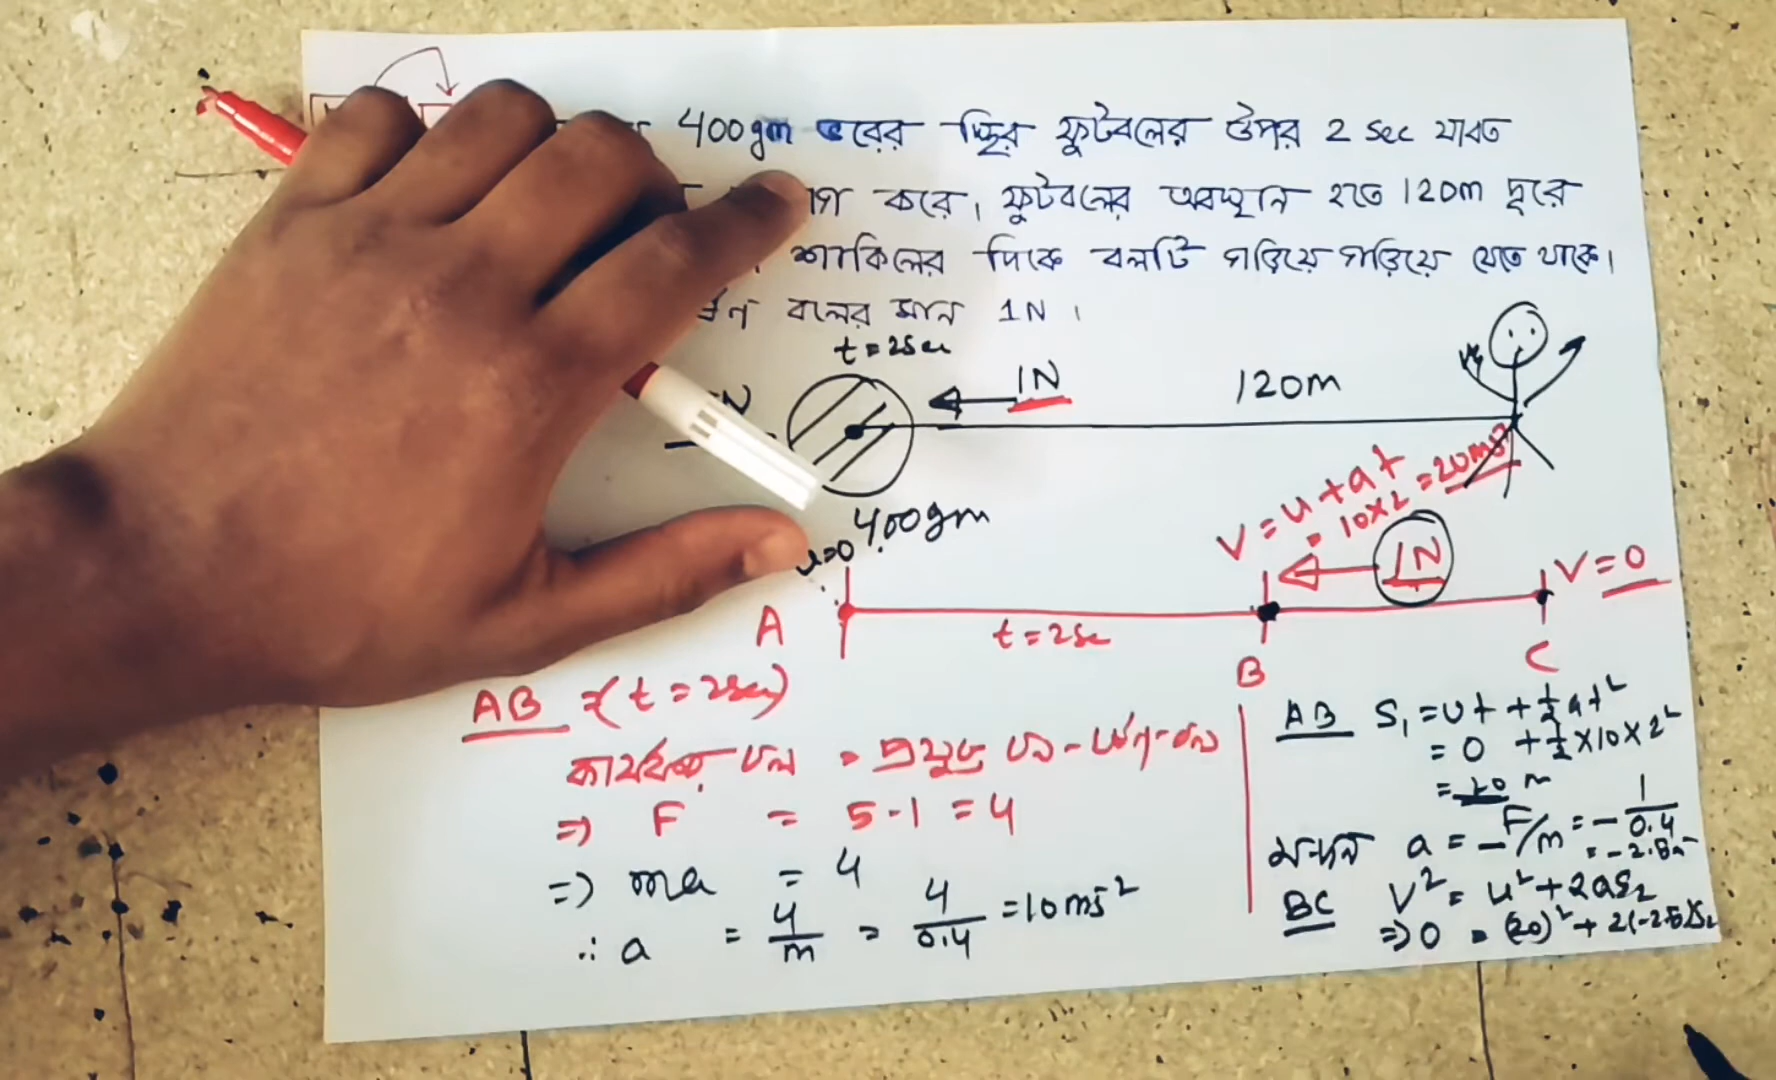 400gm ভরের স্থির ফুটবলের উপর 2 sec যাবত
করে। ফুটবলের অবস্থান হতে 120m দূরে
শাকিলের দিকে বলটি গড়িয়ে গড়িয়ে যেতে থাকে।
বলের মান 1N।
t = 2sec
N
1N
120m
400gm
u=0
V = u + at
= 10×2 = 20ms⁻¹
1N
V = 0
A
t = 2sec
B
C
AB ⇒ (t = 2sec)
কার্যকর বল = প্রযুক্ত বল - ঘর্ষণ-বল
⇒ F = 5-1 = 4
⇒ ma = 4
∴ a = 4/m = 4/0.4 = 10ms⁻²
AB S₁ = ut + ½at²
= 0 + ½×10×2²
= 20 m
মন্দন a = -F/m = -1/0.4
= -2.5
BC V² = u² + 2aS₂
⇒ 0 = (20)² + 2(-2.5)S₂